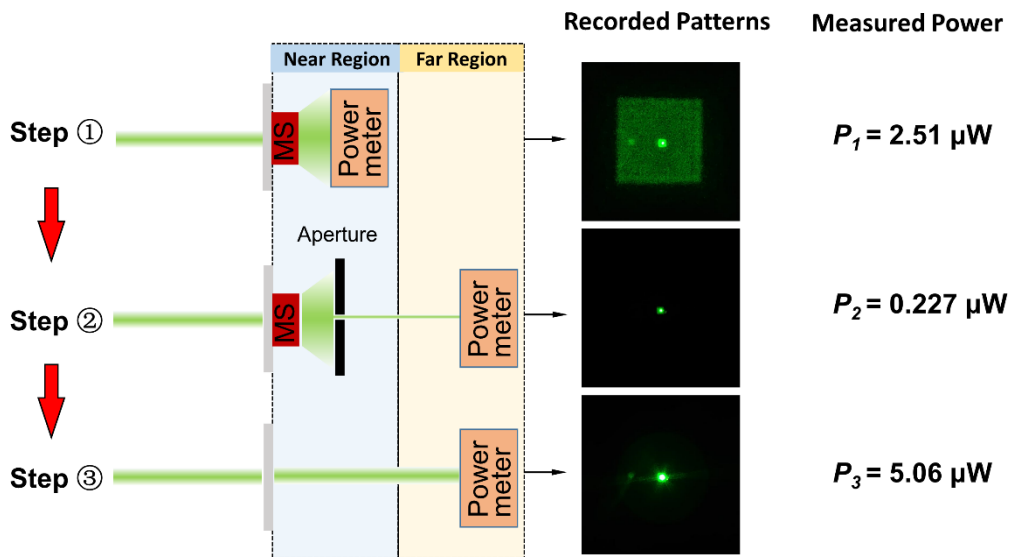 Recorded Patterns
Measured Power
Near Region
Far Region
Step ①
MS
Power
meter
P1 = 2.51 μW
Aperture
Step ②
MS
Power
meter
P2 = 0.227 μW
Step ③
Power
meter
P3 = 5.06 μW